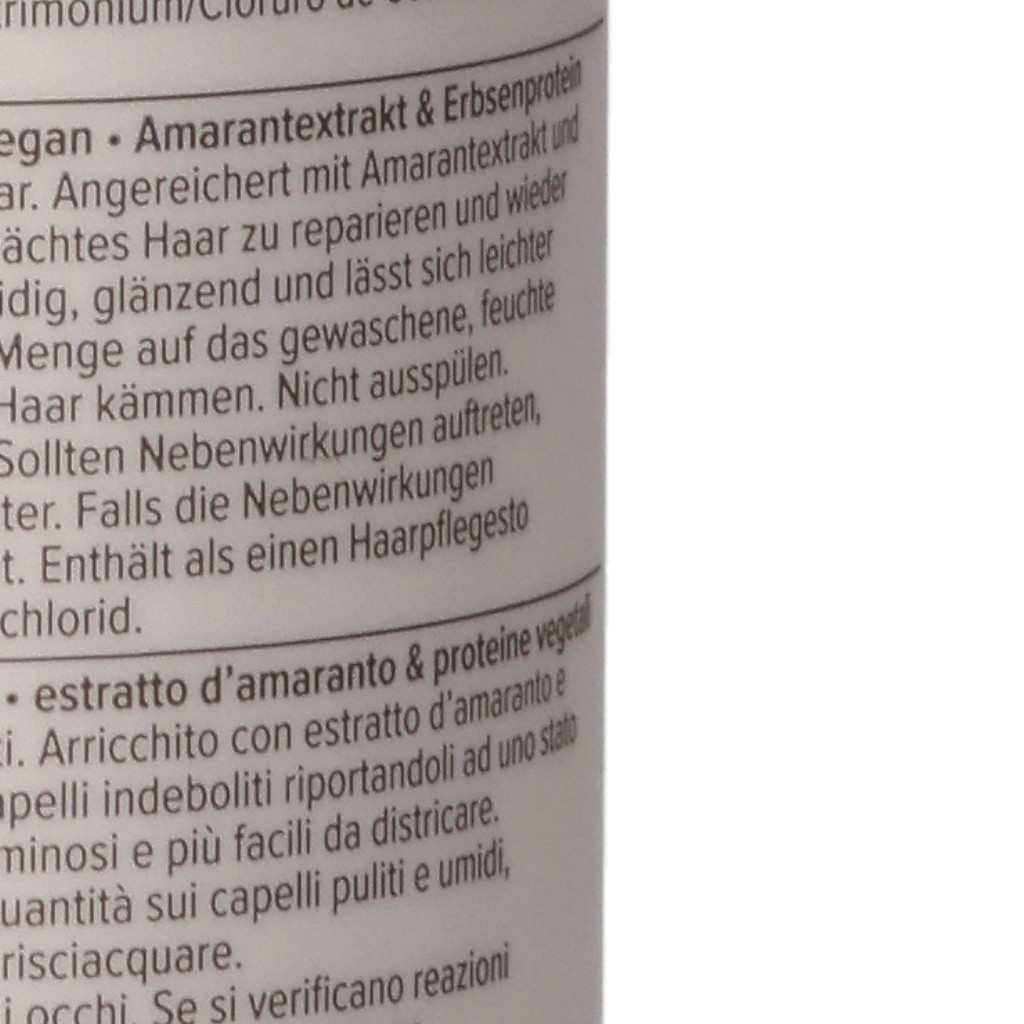 egan • Amarantextrakt & Erbsenprotein
ar. Angereichert mit Amarantextrakt und
ächtes Haar zu reparieren und wieder
idig, glänzend und lässt sich leichter
Menge auf das gewaschene, feuchte
Haar kämmen. Nicht ausspülen.
Sollten Nebenwirkungen auftreten,
ter. Falls die Nebenwirkungen
t. Enthält als einen Haarpflegesto
chlorid.
• estratto d'amaranto & proteine vegetali
i. Arricchito con estratto d'amaranto e
apelli indeboliti riportandoli ad uno stato
minosi e più facili da districare.
uantità sui capelli puliti e umidi,
risciacquare.
i occhi. Se si verificano reazioni